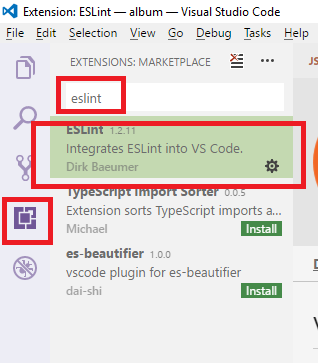 Extension: ESLint — album — Visual Studio Code
File Edit Selection View Go Debug Tasks Help
EXTENSIONS: MARKETPLACE
JS
eslint
ESLint 1.2.11
Integrates ESLint into VS Code.
Dirk Baeumer
TypeScript Import Sorter 0.0.5
Extension sorts TypeScript imports a...
Michael Install
es-beautifier 1.0.0
vscode plugin for es-beautifier
dai-shi Install